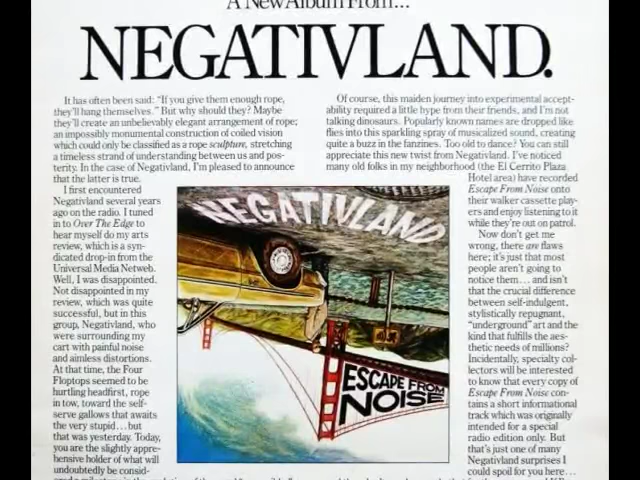 A New Album From...
NEGATIVLAND.
It has often been said: "If you give them enough rope,
they'll hang themselves." But why should they? Maybe
they'll create an unbelievably elegant arrangement of rope;
an impossibly monumental construction of coiled vision
which could only be classified as a rope sculpture, stretching
a timeless strand of understanding between us and pos-
terity. In the case of Negativland, I'm pleased to announce
that the latter is true.
I first encountered
Negativland several years
ago on the radio. I tuned
in to Over The Edge to
hear myself do my arts
review, which is a syn-
dicated drop-in from the
Universal Media Netweb.
Well, I was disappointed.
Not disappointed in my
review, which was quite
successful, but in this
group, Negativland, who
were surrounding my
cart with painful noise
and aimless distortions.
At that time, the Four
Floptops seemed to be
hurtling headfirst, rope
in tow, toward the self-
serve gallows that awaits
the very stupid...but
that was yesterday. Today,
you are the slightly appre-
hensive holder of what will
undoubtedly be consid-
Of course, this maiden journey into experimental accept-
ability required a little hype from their friends, and I'm not
talking dinosaurs. Popularly known names are dropped like
flies into this sparkling spray of musicalized sound, creating
quite a buzz in the fanzines. Too old to dance? You can still
appreciate this new twist from Negativland. I've noticed
many old folks in my neighborhood (the El Cerrito Plaza
Hotel area) have recorded
Escape From Noise onto
their walker cassette play-
ers and enjoy listening to it
while they're out on patrol.
Now don't get me
wrong, there are flaws
here; it's just that most
people aren't going to
notice them... and isn't
that the crucial difference
between self-indulgent,
stylistically repugnant,
"underground" art and the
kind that fulfills the aes-
thetic needs of millions?
Incidentally, specialty col-
lectors will be interested
to know that every copy of
Escape From Noise con-
tains a short informational
track which was originally
intended for a special
radio edition only. But
that's just one of many
Negativland surprises I
could spoil for you here...
NEGATIVLAND
ESCAPE FROM
NOISE